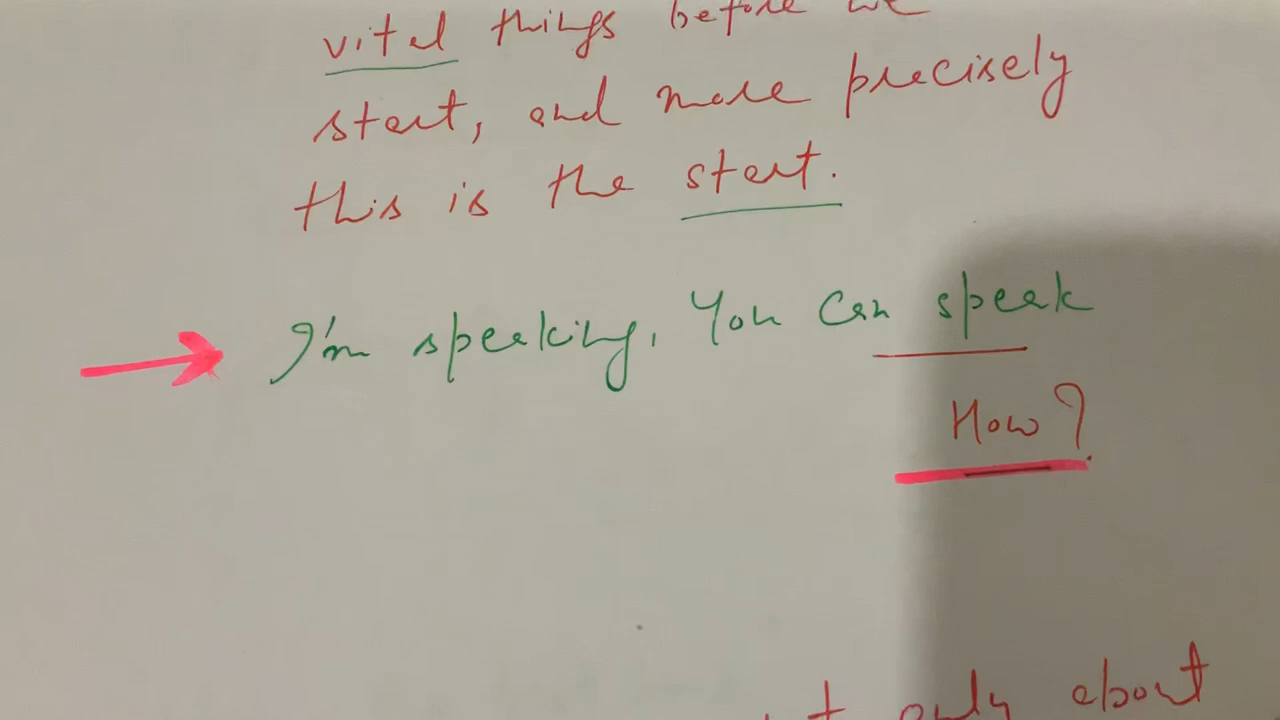 vital things before we
start, and more precisely
this is the start.
I'm speaking, You can speak
How?
only about